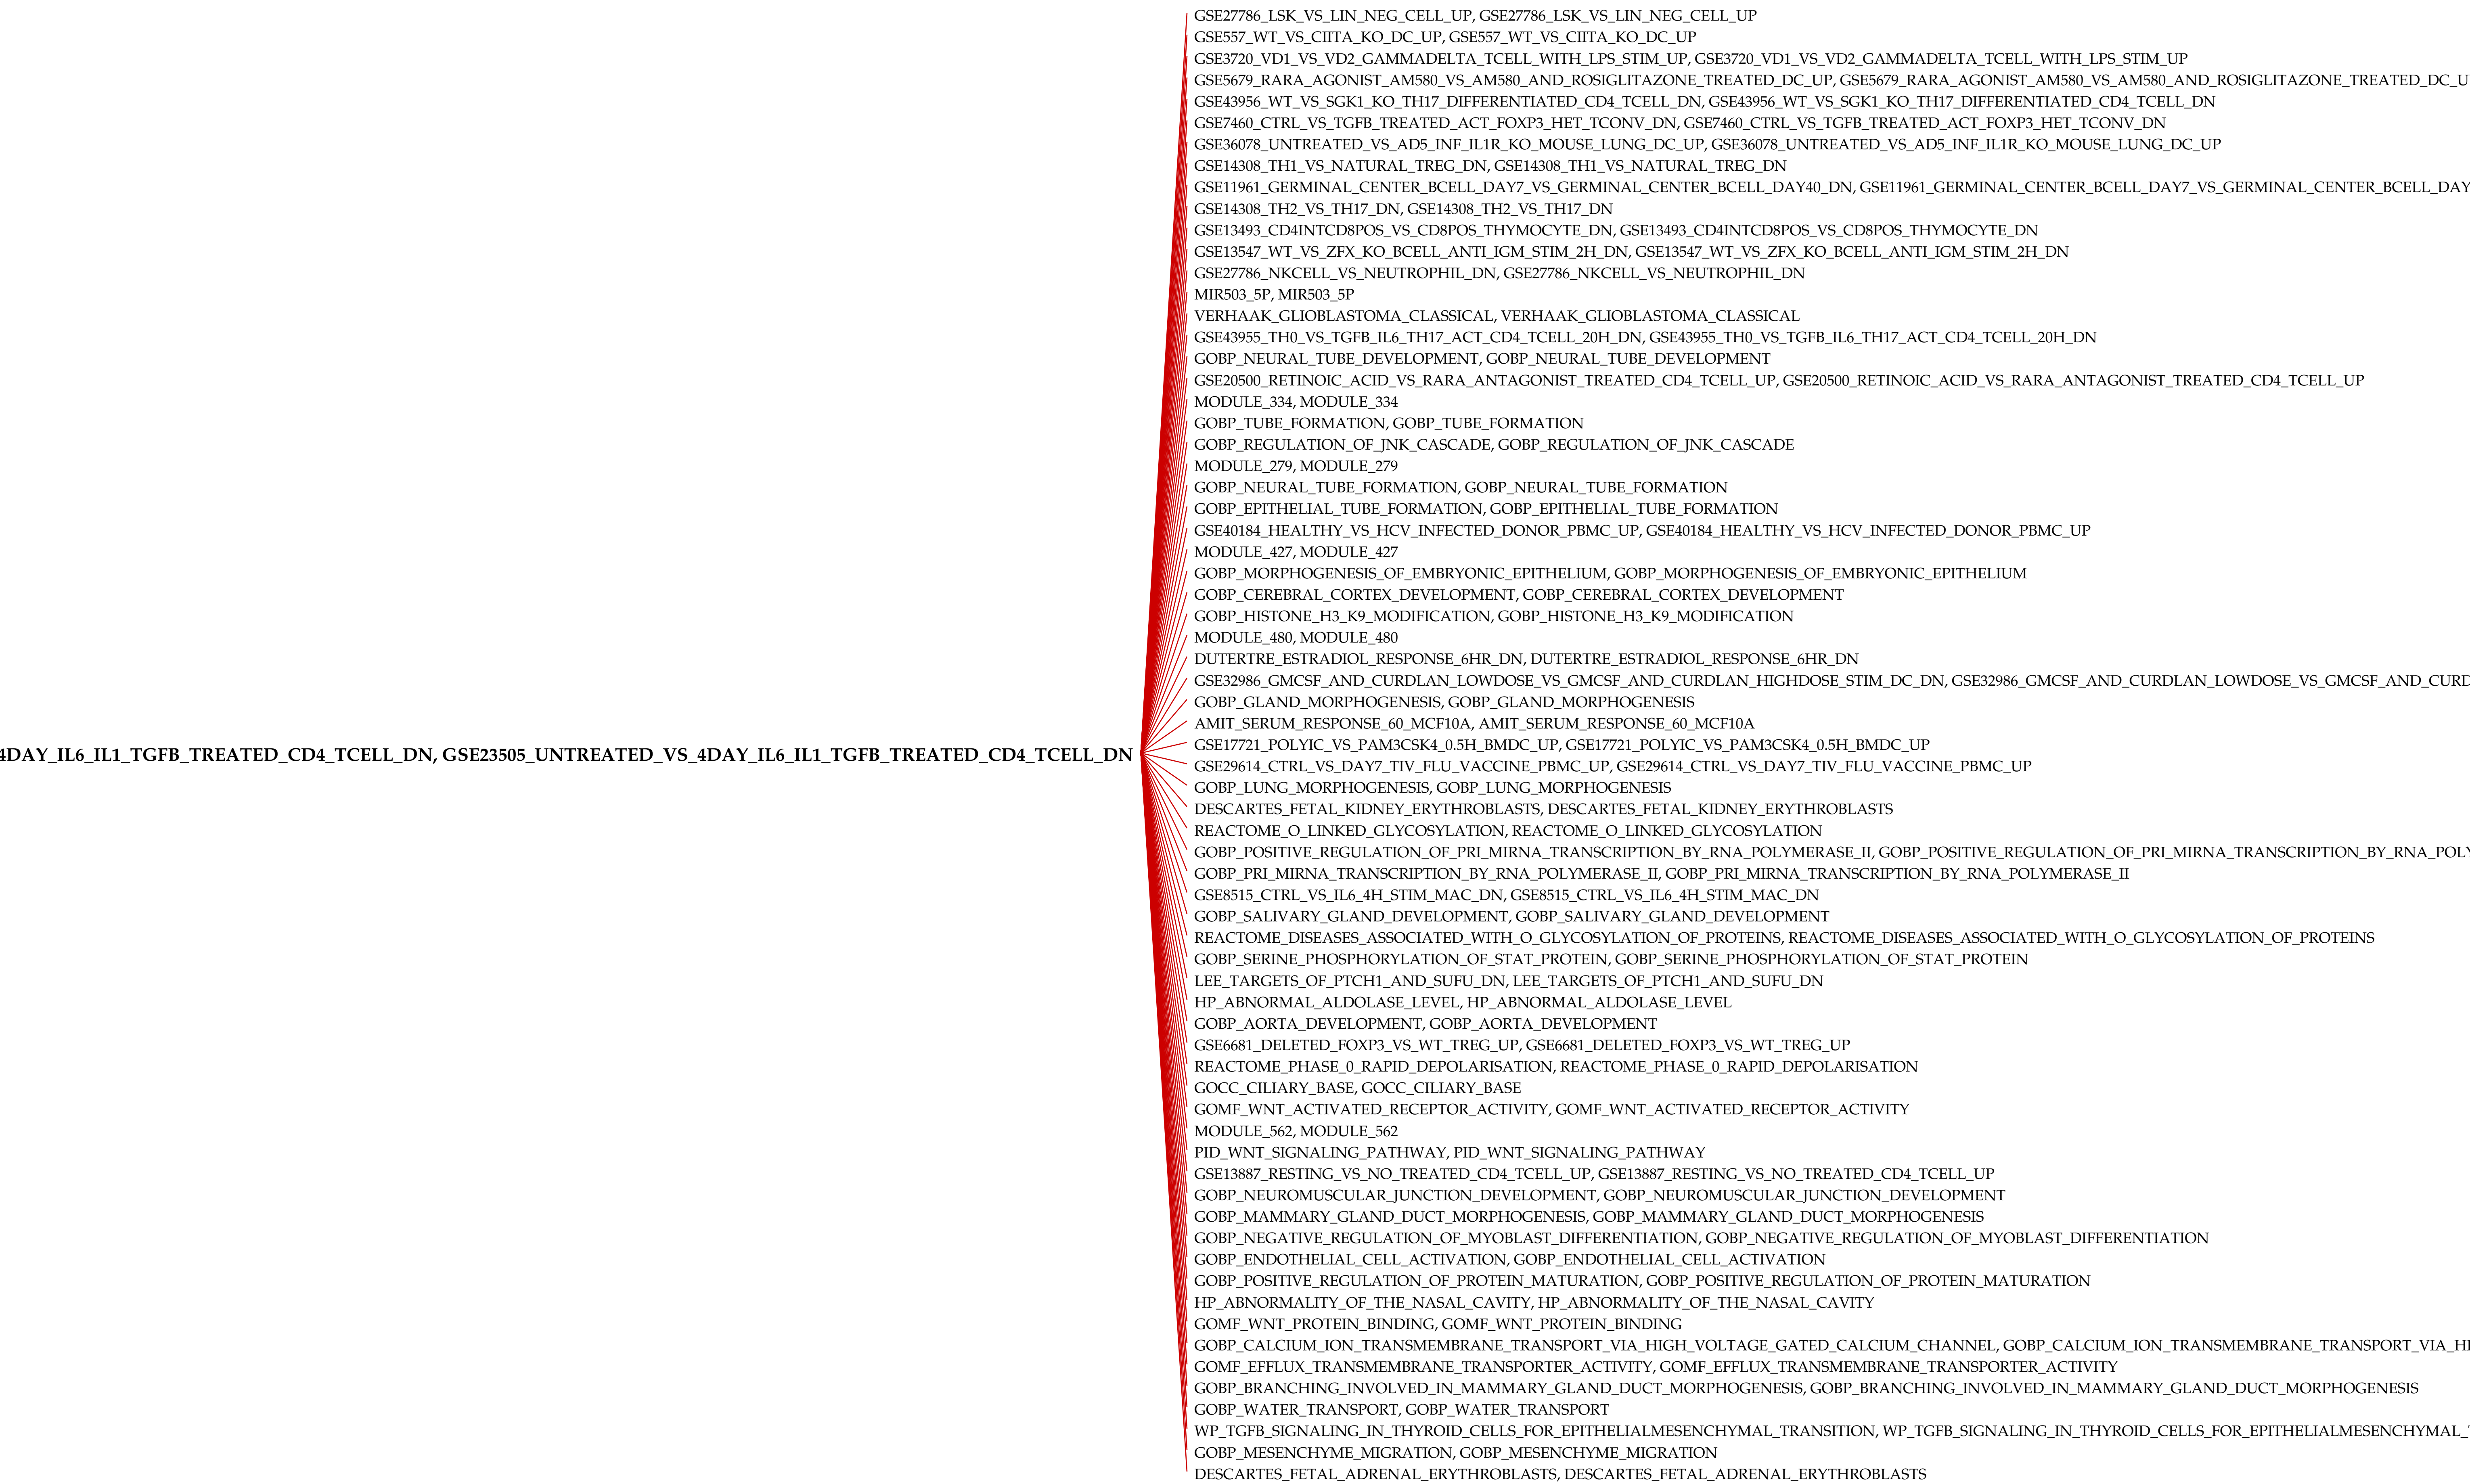 GSE27786_LSK_VS_LIN_NEG_CELL_UP, GSE27786_LSK_VS_LIN_NEG_CELL_UP
GSE557_WT_VS_CIITA_KO_DC_UP, GSE557_WT_VS_CIITA_KO_DC_UP
GSE3720_VD1_VS_VD2_GAMMADELTA_TCELL_WITH_LPS_STIM_UP, GSE3720_VD1_VS_VD2_GAMMADELTA_TCELL_WITH_LPS_STIM_UP
GSE5679_RARA_AGONIST_AM580_VS_AM580_AND_ROSIGLITAZONE_TREATED_DC_UP, GSE5679_RARA_AGONIST_AM580_VS_AM580_AND_ROSIGLITAZONE_TREATED_DC_U
GSE43956_WT_VS_SGK1_KO_TH17_DIFFERENTIATED_CD4_TCELL_DN, GSE43956_WT_VS_SGK1_KO_TH17_DIFFERENTIATED_CD4_TCELL_DN
GSE7460_CTRL_VS_TGFB_TREATED_ACT_FOXP3_HET_TCONV_DN, GSE7460_CTRL_VS_TGFB_TREATED_ACT_FOXP3_HET_TCONV_DN
GSE36078_UNTREATED_VS_AD5_INF_IL1R_KO_MOUSE_LUNG_DC_UP, GSE36078_UNTREATED_VS_AD5_INF_IL1R_KO_MOUSE_LUNG_DC_UP
GSE14308_TH1_VS_NATURAL_TREG_DN, GSE14308_TH1_VS_NATURAL_TREG_DN
GSE11961_GERMINAL_CENTER_BCELL_DAY7_VS_GERMINAL_CENTER_BCELL_DAY40_DN, GSE11961_GERMINAL_CENTER_BCELL_DAY7_VS_GERMINAL_CENTER_BCELL_DAY
GSE14308_TH2_VS_TH17_DN, GSE14308_TH2_VS_TH17_DN
GSE13493_CD4INTCD8POS_VS_CD8POS_THYMOCYTE_DN, GSE13493_CD4INTCD8POS_VS_CD8POS_THYMOCYTE_DN
GSE13547_WT_VS_ZFX_KO_BCELL_ANTI_IGM_STIM_2H_DN, GSE13547_WT_VS_ZFX_KO_BCELL_ANTI_IGM_STIM_2H_DN
GSE27786_NKCELL_VS_NEUTROPHIL_DN, GSE27786_NKCELL_VS_NEUTROPHIL_DN
MIR503_5P, MIR503_5P
VERHAAK_GLIOBLASTOMA_CLASSICAL, VERHAAK_GLIOBLASTOMA_CLASSICAL
GSE43955_TH0_VS_TGFB_IL6_TH17_ACT_CD4_TCELL_20H_DN, GSE43955_TH0_VS_TGFB_IL6_TH17_ACT_CD4_TCELL_20H_DN
GOBP_NEURAL_TUBE_DEVELOPMENT, GOBP_NEURAL_TUBE_DEVELOPMENT
GSE20500_RETINOIC_ACID_VS_RARA_ANTAGONIST_TREATED_CD4_TCELL_UP, GSE20500_RETINOIC_ACID_VS_RARA_ANTAGONIST_TREATED_CD4_TCELL_UP
MODULE_334, MODULE_334
GOBP_TUBE_FORMATION, GOBP_TUBE_FORMATION
GOBP_REGULATION_OF_JNK_CASCADE, GOBP_REGULATION_OF_JNK_CASCADE
MODULE_279, MODULE_279
GOBP_NEURAL_TUBE_FORMATION, GOBP_NEURAL_TUBE_FORMATION
GOBP_EPITHELIAL_TUBE_FORMATION, GOBP_EPITHELIAL_TUBE_FORMATION
GSE40184_HEALTHY_VS_HCV_INFECTED_DONOR_PBMC_UP, GSE40184_HEALTHY_VS_HCV_INFECTED_DONOR_PBMC_UP
MODULE_427, MODULE_427
GOBP_MORPHOGENESIS_OF_EMBRYONIC_EPITHELIUM, GOBP_MORPHOGENESIS_OF_EMBRYONIC_EPITHELIUM
GOBP_CEREBRAL_CORTEX_DEVELOPMENT, GOBP_CEREBRAL_CORTEX_DEVELOPMENT
GOBP_HISTONE_H3_K9_MODIFICATION, GOBP_HISTONE_H3_K9_MODIFICATION
MODULE_480, MODULE_480
DUTERTRE_ESTRADIOL_RESPONSE_6HR_DN, DUTERTRE_ESTRADIOL_RESPONSE_6HR_DN
GSE32986_GMCSF_AND_CURDLAN_LOWDOSE_VS_GMCSF_AND_CURDLAN_HIGHDOSE_STIM_DC_DN, GSE32986_GMCSF_AND_CURDLAN_LOWDOSE_VS_GMCSF_AND_CURD
GOBP_GLAND_MORPHOGENESIS, GOBP_GLAND_MORPHOGENESIS
AMIT_SERUM_RESPONSE_60_MCF10A, AMIT_SERUM_RESPONSE_60_MCF10A
GSE17721_POLYIC_VS_PAM3CSK4_0.5H_BMDC_UP, GSE17721_POLYIC_VS_PAM3CSK4_0.5H_BMDC_UP
4DAY_IL6_IL1_TGFB_TREATED_CD4_TCELL_DN, GSE23505_UNTREATED_VS_4DAY_IL6_IL1_TGFB_TREATED_CD4_TCELL_DN
GSE29614_CTRL_VS_DAY7_TIV_FLU_VACCINE_PBMC_UP, GSE29614_CTRL_VS_DAY7_TIV_FLU_VACCINE_PBMC_UP
GOBP_LUNG_MORPHOGENESIS, GOBP_LUNG_MORPHOGENESIS
DESCARTES_FETAL_KIDNEY_ERYTHROBLASTS, DESCARTES_FETAL_KIDNEY_ERYTHROBLASTS
REACTOME_O_LINKED_GLYCOSYLATION, REACTOME_O_LINKED_GLYCOSYLATION
GOBP_POSITIVE_REGULATION_OF_PRI_MIRNA_TRANSCRIPTION_BY_RNA_POLYMERASE_II, GOBP_POSITIVE_REGULATION_OF_PRI_MIRNA_TRANSCRIPTION_BY_RNA_POLY
GOBP_PRI_MIRNA_TRANSCRIPTION_BY_RNA_POLYMERASE_II, GOBP_PRI_MIRNA_TRANSCRIPTION_BY_RNA_POLYMERASE_II
GSE8515_CTRL_VS_IL6_4H_STIM_MAC_DN, GSE8515_CTRL_VS_IL6_4H_STIM_MAC_DN
GOBP_SALIVARY_GLAND_DEVELOPMENT, GOBP_SALIVARY_GLAND_DEVELOPMENT
REACTOME_DISEASES_ASSOCIATED_WITH_O_GLYCOSYLATION_OF_PROTEINS, REACTOME_DISEASES_ASSOCIATED_WITH_O_GLYCOSYLATION_OF_PROTEINS
GOBP_SERINE_PHOSPHORYLATION_OF_STAT_PROTEIN, GOBP_SERINE_PHOSPHORYLATION_OF_STAT_PROTEIN
LEE_TARGETS_OF_PTCH1_AND_SUFU_DN, LEE_TARGETS_OF_PTCH1_AND_SUFU_DN
HP_ABNORMAL_ALDOLASE_LEVEL, HP_ABNORMAL_ALDOLASE_LEVEL
GOBP_AORTA_DEVELOPMENT, GOBP_AORTA_DEVELOPMENT
GSE6681_DELETED_FOXP3_VS_WT_TREG_UP, GSE6681_DELETED_FOXP3_VS_WT_TREG_UP
REACTOME_PHASE_0_RAPID_DEPOLARISATION, REACTOME_PHASE_0_RAPID_DEPOLARISATION
GOCC_CILIARY_BASE, GOCC_CILIARY_BASE
GOMF_WNT_ACTIVATED_RECEPTOR_ACTIVITY, GOMF_WNT_ACTIVATED_RECEPTOR_ACTIVITY
MODULE_562, MODULE_562
PID_WNT_SIGNALING_PATHWAY, PID_WNT_SIGNALING_PATHWAY
GSE13887_RESTING_VS_NO_TREATED_CD4_TCELL_UP, GSE13887_RESTING_VS_NO_TREATED_CD4_TCELL_UP
GOBP_NEUROMUSCULAR_JUNCTION_DEVELOPMENT, GOBP_NEUROMUSCULAR_JUNCTION_DEVELOPMENT
GOBP_MAMMARY_GLAND_DUCT_MORPHOGENESIS, GOBP_MAMMARY_GLAND_DUCT_MORPHOGENESIS
GOBP_NEGATIVE_REGULATION_OF_MYOBLAST_DIFFERENTIATION, GOBP_NEGATIVE_REGULATION_OF_MYOBLAST_DIFFERENTIATION
GOBP_ENDOTHELIAL_CELL_ACTIVATION, GOBP_ENDOTHELIAL_CELL_ACTIVATION
GOBP_POSITIVE_REGULATION_OF_PROTEIN_MATURATION, GOBP_POSITIVE_REGULATION_OF_PROTEIN_MATURATION
HP_ABNORMALITY_OF_THE_NASAL_CAVITY, HP_ABNORMALITY_OF_THE_NASAL_CAVITY
GOMF_WNT_PROTEIN_BINDING, GOMF_WNT_PROTEIN_BINDING
GOBP_CALCIUM_ION_TRANSMEMBRANE_TRANSPORT_VIA_HIGH_VOLTAGE_GATED_CALCIUM_CHANNEL, GOBP_CALCIUM_ION_TRANSMEMBRANE_TRANSPORT_VIA_HI
GOMF_EFFLUX_TRANSMEMBRANE_TRANSPORTER_ACTIVITY, GOMF_EFFLUX_TRANSMEMBRANE_TRANSPORTER_ACTIVITY
GOBP_BRANCHING_INVOLVED_IN_MAMMARY_GLAND_DUCT_MORPHOGENESIS, GOBP_BRANCHING_INVOLVED_IN_MAMMARY_GLAND_DUCT_MORPHOGENESIS
GOBP_WATER_TRANSPORT, GOBP_WATER_TRANSPORT
WP_TGFB_SIGNALING_IN_THYROID_CELLS_FOR_EPITHELIALMESENCHYMAL_TRANSITION, WP_TGFB_SIGNALING_IN_THYROID_CELLS_FOR_EPITHELIALMESENCHYMAL_
GOBP_MESENCHYME_MIGRATION, GOBP_MESENCHYME_MIGRATION
DESCARTES_FETAL_ADRENAL_ERYTHROBLASTS, DESCARTES_FETAL_ADRENAL_ERYTHROBLASTS